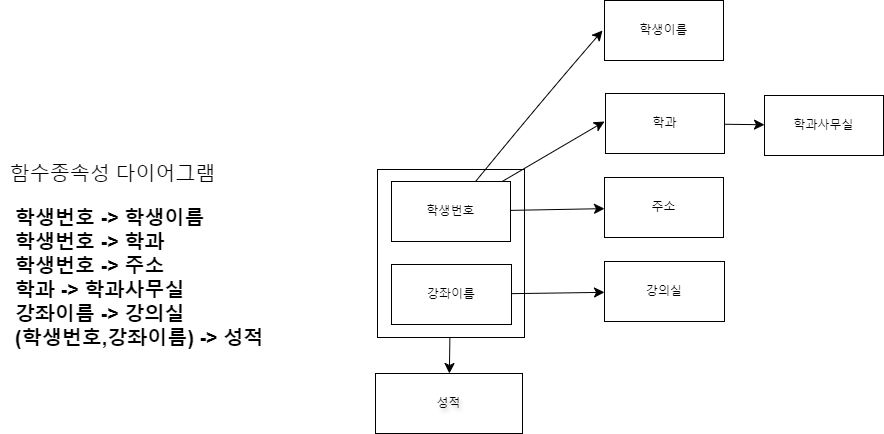 함수종속성 다이어그램
학생번호 -> 학생이름
학생번호 -> 학과
학생번호 -> 주소
학과 -> 학과사무실
강좌이름 -> 강의실
(학생번호,강좌이름) -> 성적
학생이름
학과
학과사무실
학생번호
주소
강좌이름
강의실
성적